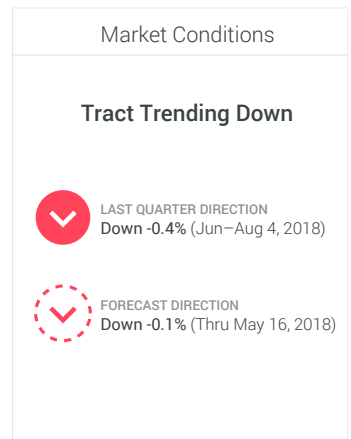 Market Conditions
Tract Trending Down
LAST QUARTER DIRECTION
Down -0.4% (Jun–Aug 4, 2018)
FORECAST DIRECTION
Down -0.1% (Thru May 16, 2018)